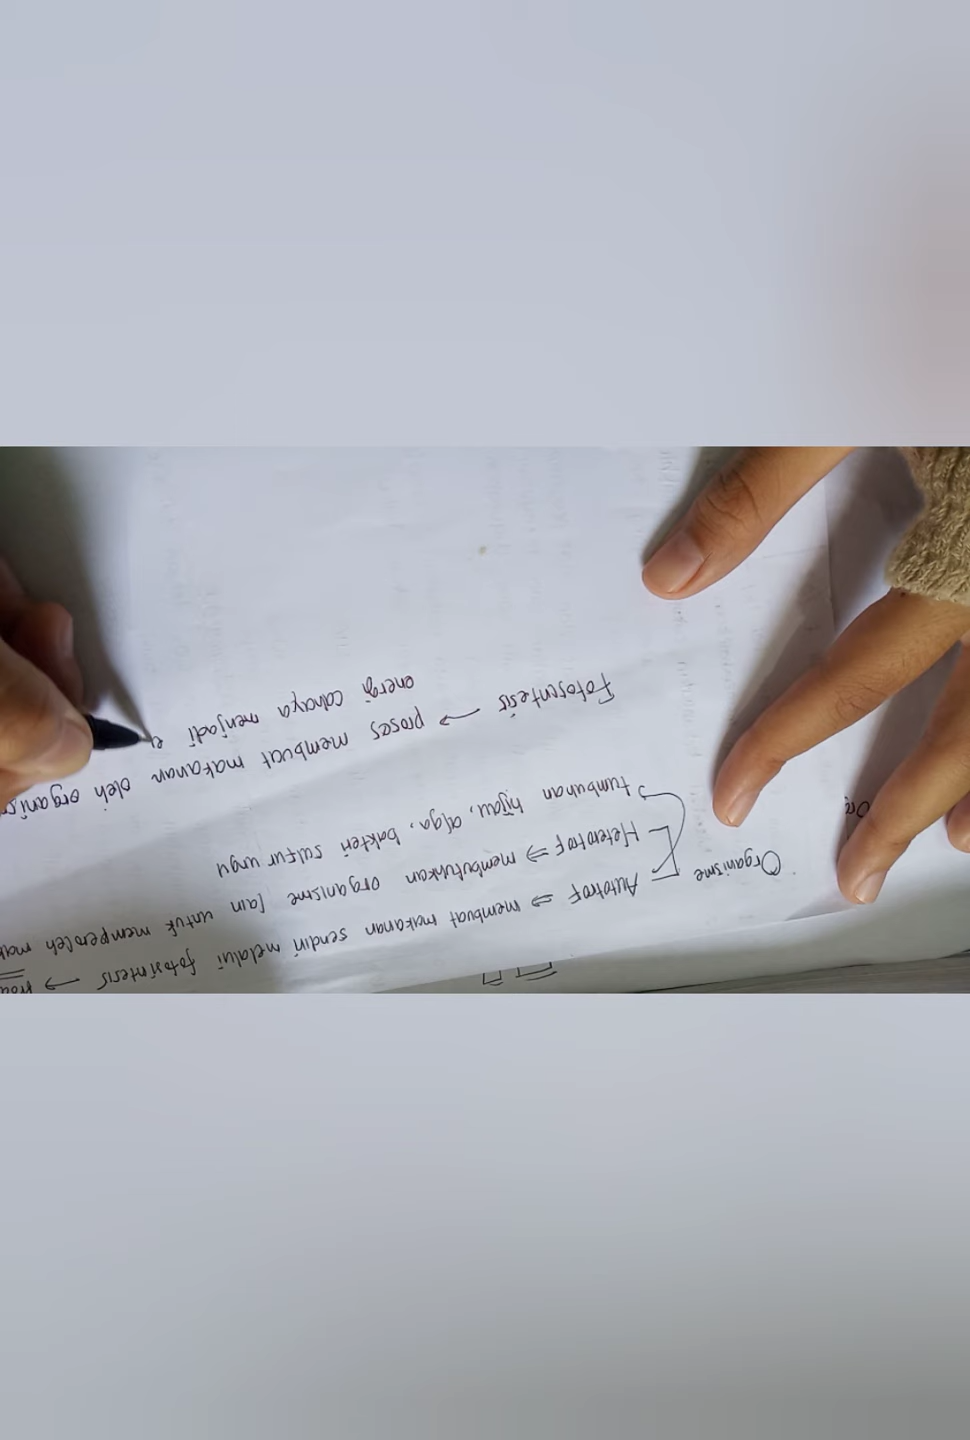 Organisme
Autotrof ⇒ membuat makanan sendiri melalui fotosintesis →
Heterotrof ⇒ membutuhkan organisme lain untuk memperoleh
tumbuhan hijau, alga, bakteri sulfur ungu
Fotosintesis → proses membuat makanan oleh
energi cahaya menjadi e